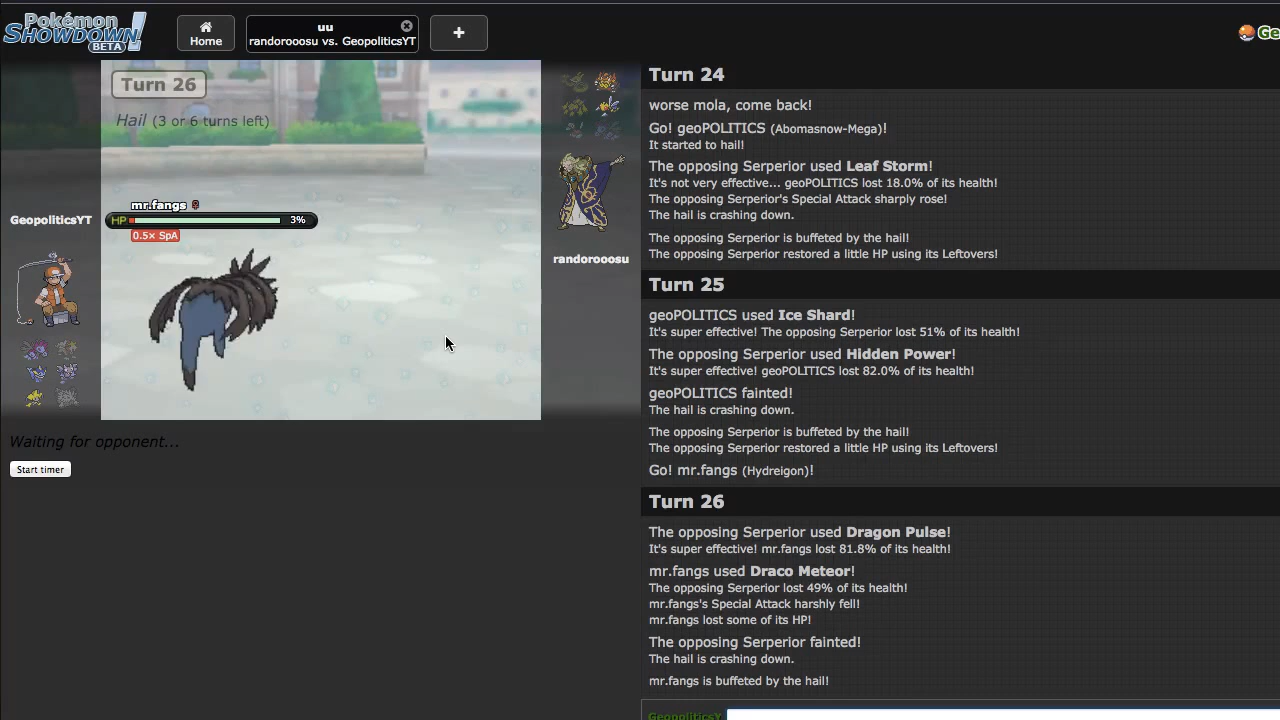 Pokémon
SHOWDOWN!
BETA
Home
uu
randorooosu vs. GeopoliticsYT
+
Ge
Turn 26
Hail (3 or 6 turns left)
GeopoliticsYT
mr.fangs
HP
3%
0.5× SpA
randorooosu
Waiting for opponent...
Start timer
Turn 24
worse mola, come back!
Go! geoPOLITICS (Abomasnow-Mega)!
It started to hail!
The opposing Serperior used Leaf Storm!
It's not very effective... geoPOLITICS lost 18.0% of its health!
The opposing Serperior's Special Attack sharply rose!
The hail is crashing down.
The opposing Serperior is buffeted by the hail!
The opposing Serperior restored a little HP using its Leftovers!
Turn 25
geoPOLITICS used Ice Shard!
It's super effective! The opposing Serperior lost 51% of its health!
The opposing Serperior used Hidden Power!
It's super effective! geoPOLITICS lost 82.0% of its health!
geoPOLITICS fainted!
The hail is crashing down.
The opposing Serperior is buffeted by the hail!
The opposing Serperior restored a little HP using its Leftovers!
Go! mr.fangs (Hydreigon)!
Turn 26
The opposing Serperior used Dragon Pulse!
It's super effective! mr.fangs lost 81.8% of its health!
mr.fangs used Draco Meteor!
The opposing Serperior lost 49% of its health!
mr.fangs's Special Attack harshly fell!
mr.fangs lost some of its HP!
The opposing Serperior fainted!
The hail is crashing down.
mr.fangs is buffeted by the hail!
GeopoliticsY